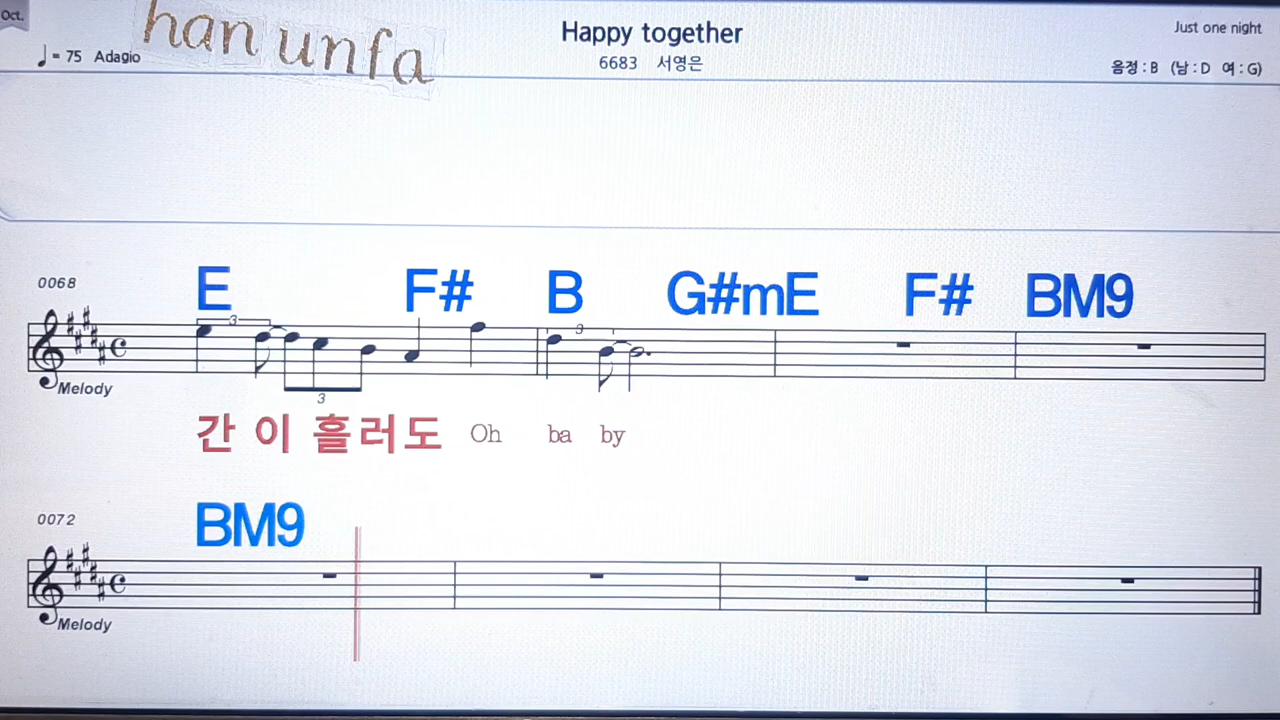 Oct.
han unfa
Happy together
Just one night
♩= 75 Adagio
6683 서영은
음정 : B (남 : D 여 : G)
0068
E F# B G#mE F# BM9
3 3 3
Melody
간 이 흘러도 Oh ba by
0072
BM9
Melody